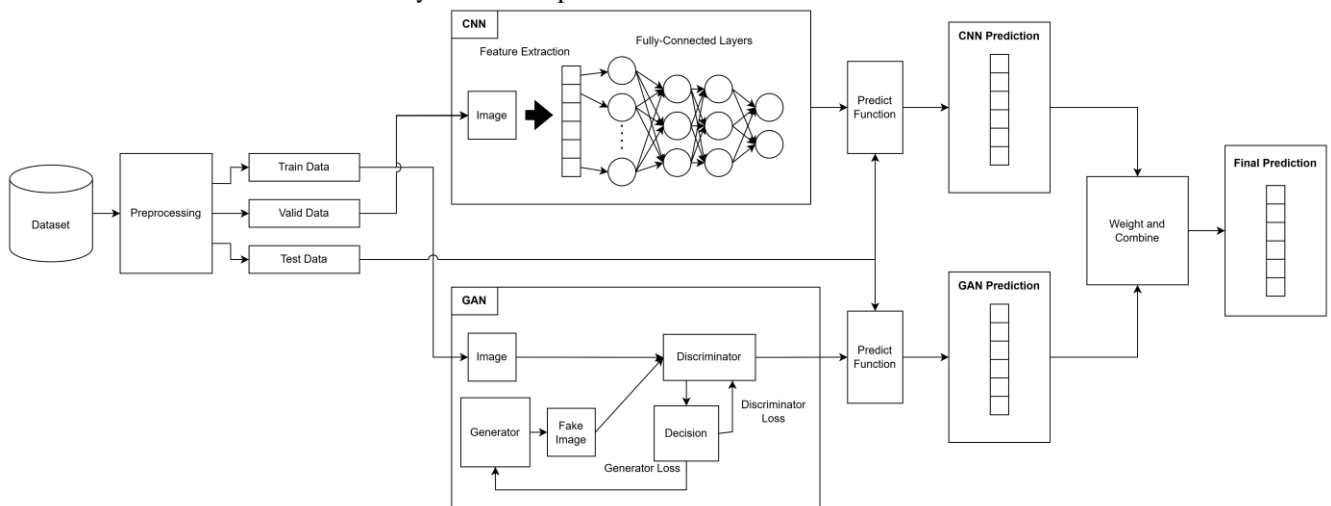 CNN
Feature Extraction
Fully-Connected Layers
Image
Predict
Function
CNN Prediction
Dataset
Preprocessing
Train Data
Valid Data
Test Data
Weight and
Combine
Final Prediction
GAN
Image
Discriminator
Generator
Fake
Image
Decision
Discriminator
Loss
Generator Loss
Predict
Function
GAN Prediction